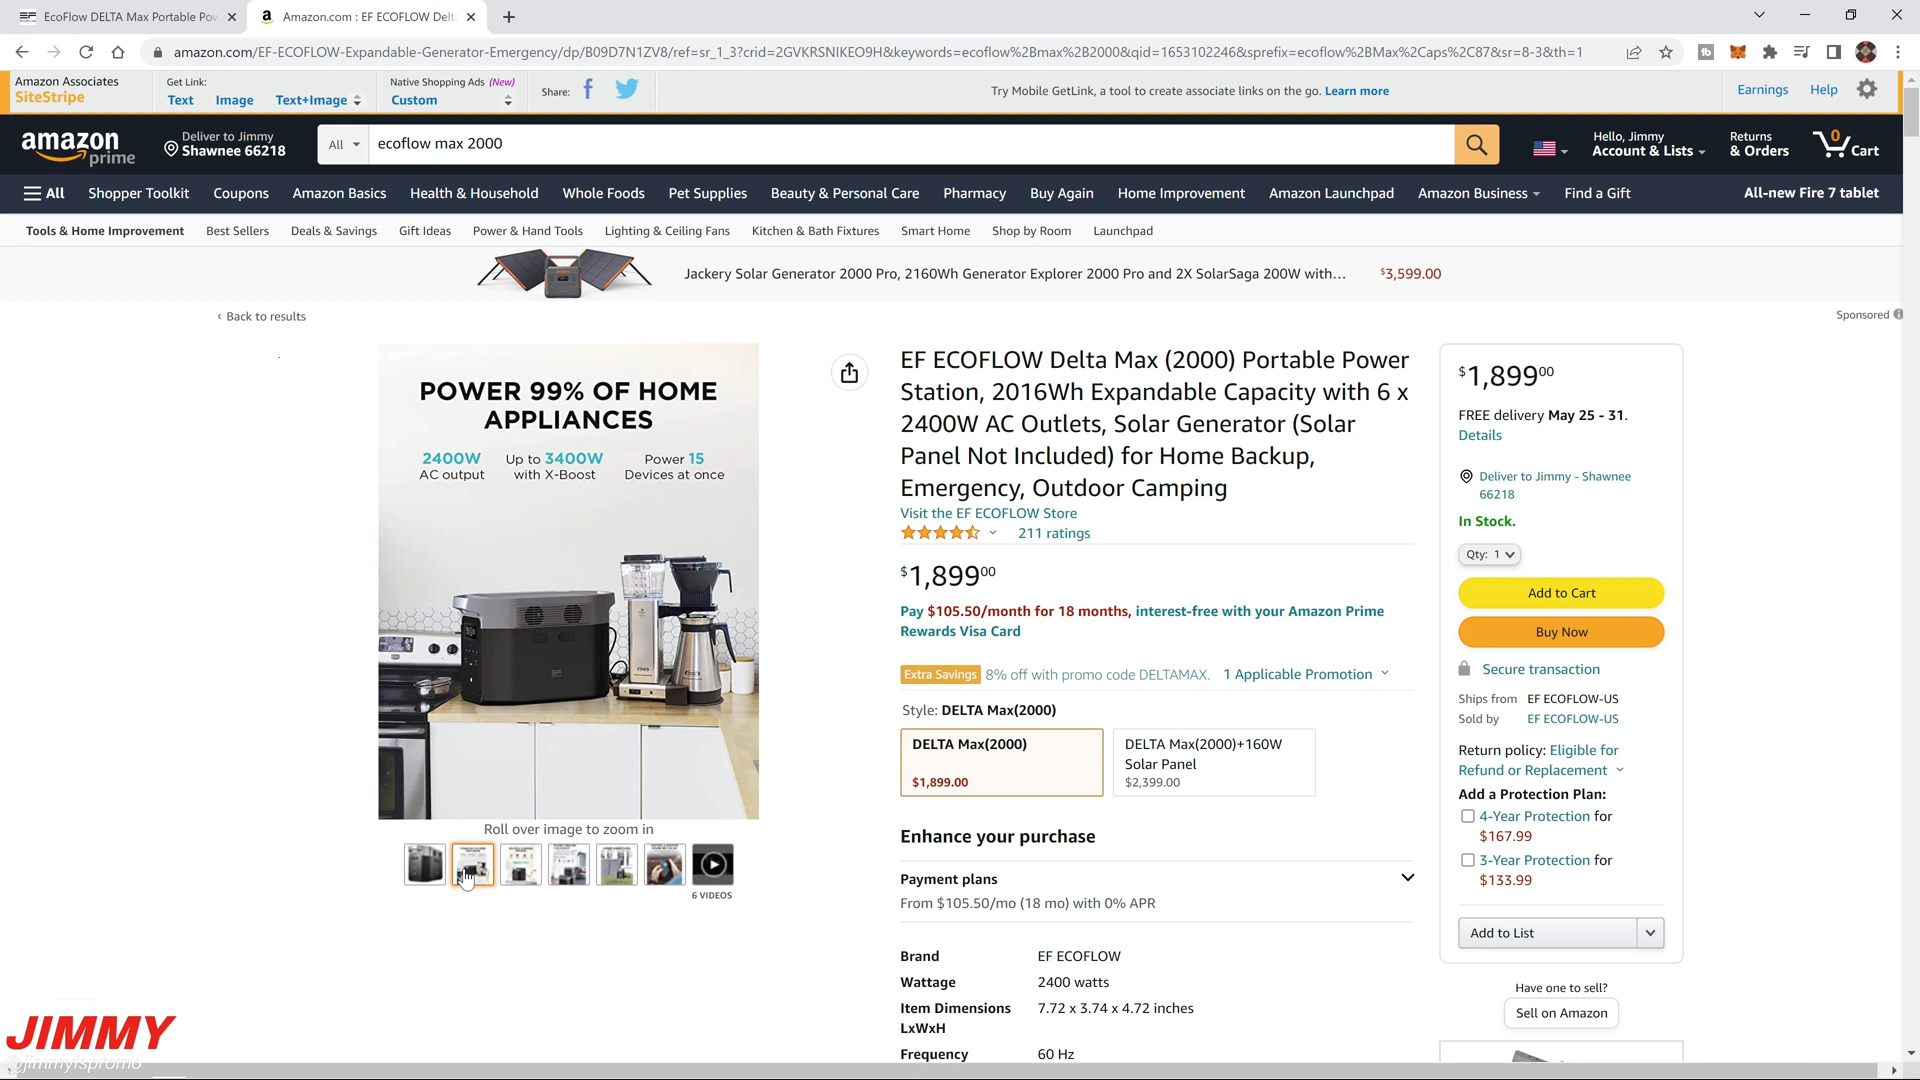 EcoFlow DELTA Max Portable Pow
Amazon.com : EF ECOFLOW Delta
amazon.com/EF-ECOFLOW-Expandable-Generator-Emergency/dp/B09D7N1ZV8/ref=sr_1_3?crid=2GVKRSNIKEO9H&keywords=ecoflow%2Bmax%2B2000&qid=1653102246&sprefix=ecoflow%2BMax%2Caps%2C87&sr=8-3&th=1
Amazon Associates
SiteStripe
Get Link:
Text Image Text+Image
Native Shopping Ads (New)
Custom
Share:
Try Mobile GetLink, a tool to create associate links on the go. Learn more
Earnings Help
amazon prime
Deliver to Jimmy
Shawnee 66218
All
ecoflow max 2000
Hello, Jimmy
Account & Lists
Returns
& Orders
0
Cart
All Shopper Toolkit Coupons Amazon Basics Health & Household Whole Foods Pet Supplies Beauty & Personal Care Pharmacy Buy Again Home Improvement Amazon Launchpad Amazon Business Find a Gift All-new Fire 7 tablet
Tools & Home Improvement Best Sellers Deals & Savings Gift Ideas Power & Hand Tools Lighting & Ceiling Fans Kitchen & Bath Fixtures Smart Home Shop by Room Launchpad
Jackery Solar Generator 2000 Pro, 2160Wh Generator Explorer 2000 Pro and 2X SolarSaga 200W with… $3,599.00
‹ Back to results
Sponsored
POWER 99% OF HOME
APPLIANCES
2400W
AC output
Up to 3400W
with X-Boost
Power 15
Devices at once
Roll over image to zoom in
6 VIDEOS
EF ECOFLOW Delta Max (2000) Portable Power
Station, 2016Wh Expandable Capacity with 6 x
2400W AC Outlets, Solar Generator (Solar
Panel Not Included) for Home Backup,
Emergency, Outdoor Camping
Visit the EF ECOFLOW Store
211 ratings
$1,899.00
Pay $105.50/month for 18 months, interest-free with your Amazon Prime
Rewards Visa Card
Extra Savings 8% off with promo code DELTAMAX. 1 Applicable Promotion
Style: DELTA Max(2000)
DELTA Max(2000)
$1,899.00
DELTA Max(2000)+160W
Solar Panel
$2,399.00
Enhance your purchase
Payment plans
From $105.50/mo (18 mo) with 0% APR
Brand EF ECOFLOW
Wattage 2400 watts
Item Dimensions 7.72 x 3.74 x 4.72 inches
LxWxH
Frequency 60 Hz
$1,899.00
FREE delivery May 25 - 31.
Details
Deliver to Jimmy - Shawnee
66218
In Stock.
Qty: 1
Add to Cart
Buy Now
Secure transaction
Ships from EF ECOFLOW-US
Sold by EF ECOFLOW-US
Return policy: Eligible for
Refund or Replacement
Add a Protection Plan:
4-Year Protection for
$167.99
3-Year Protection for
$133.99
Add to List
Have one to sell?
Sell on Amazon
JIMMY
@jimmyispromo